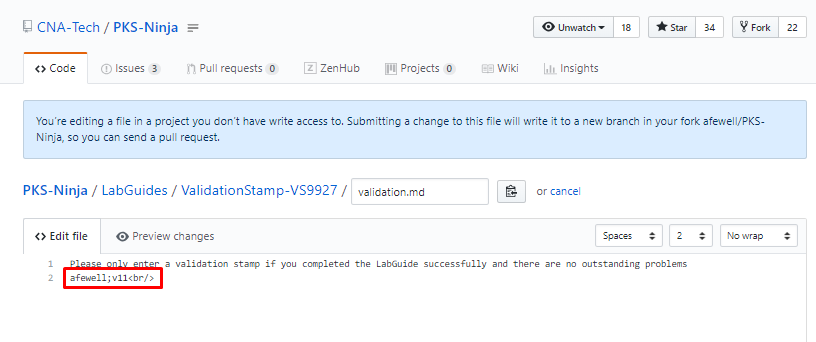 CNA-Tech / PKS-Ninja
Unwatch 18 Star 34 Fork 22
<> Code Issues 3 Pull requests 0 ZenHub Projects 0 Wiki Insights
You're editing a file in a project you don't have write access to. Submitting a change to this file will write it to a new branch in your fork afewell/PKS-
Ninja, so you can send a pull request.
PKS-Ninja / LabGuides / ValidationStamp-VS9927 / validation.md or cancel
<> Edit file Preview changes Spaces 2 No wrap
1 Please only enter a validation stamp if you completed the LabGuide successfully and there are no outstanding problems
2 afewell;v11<br/>